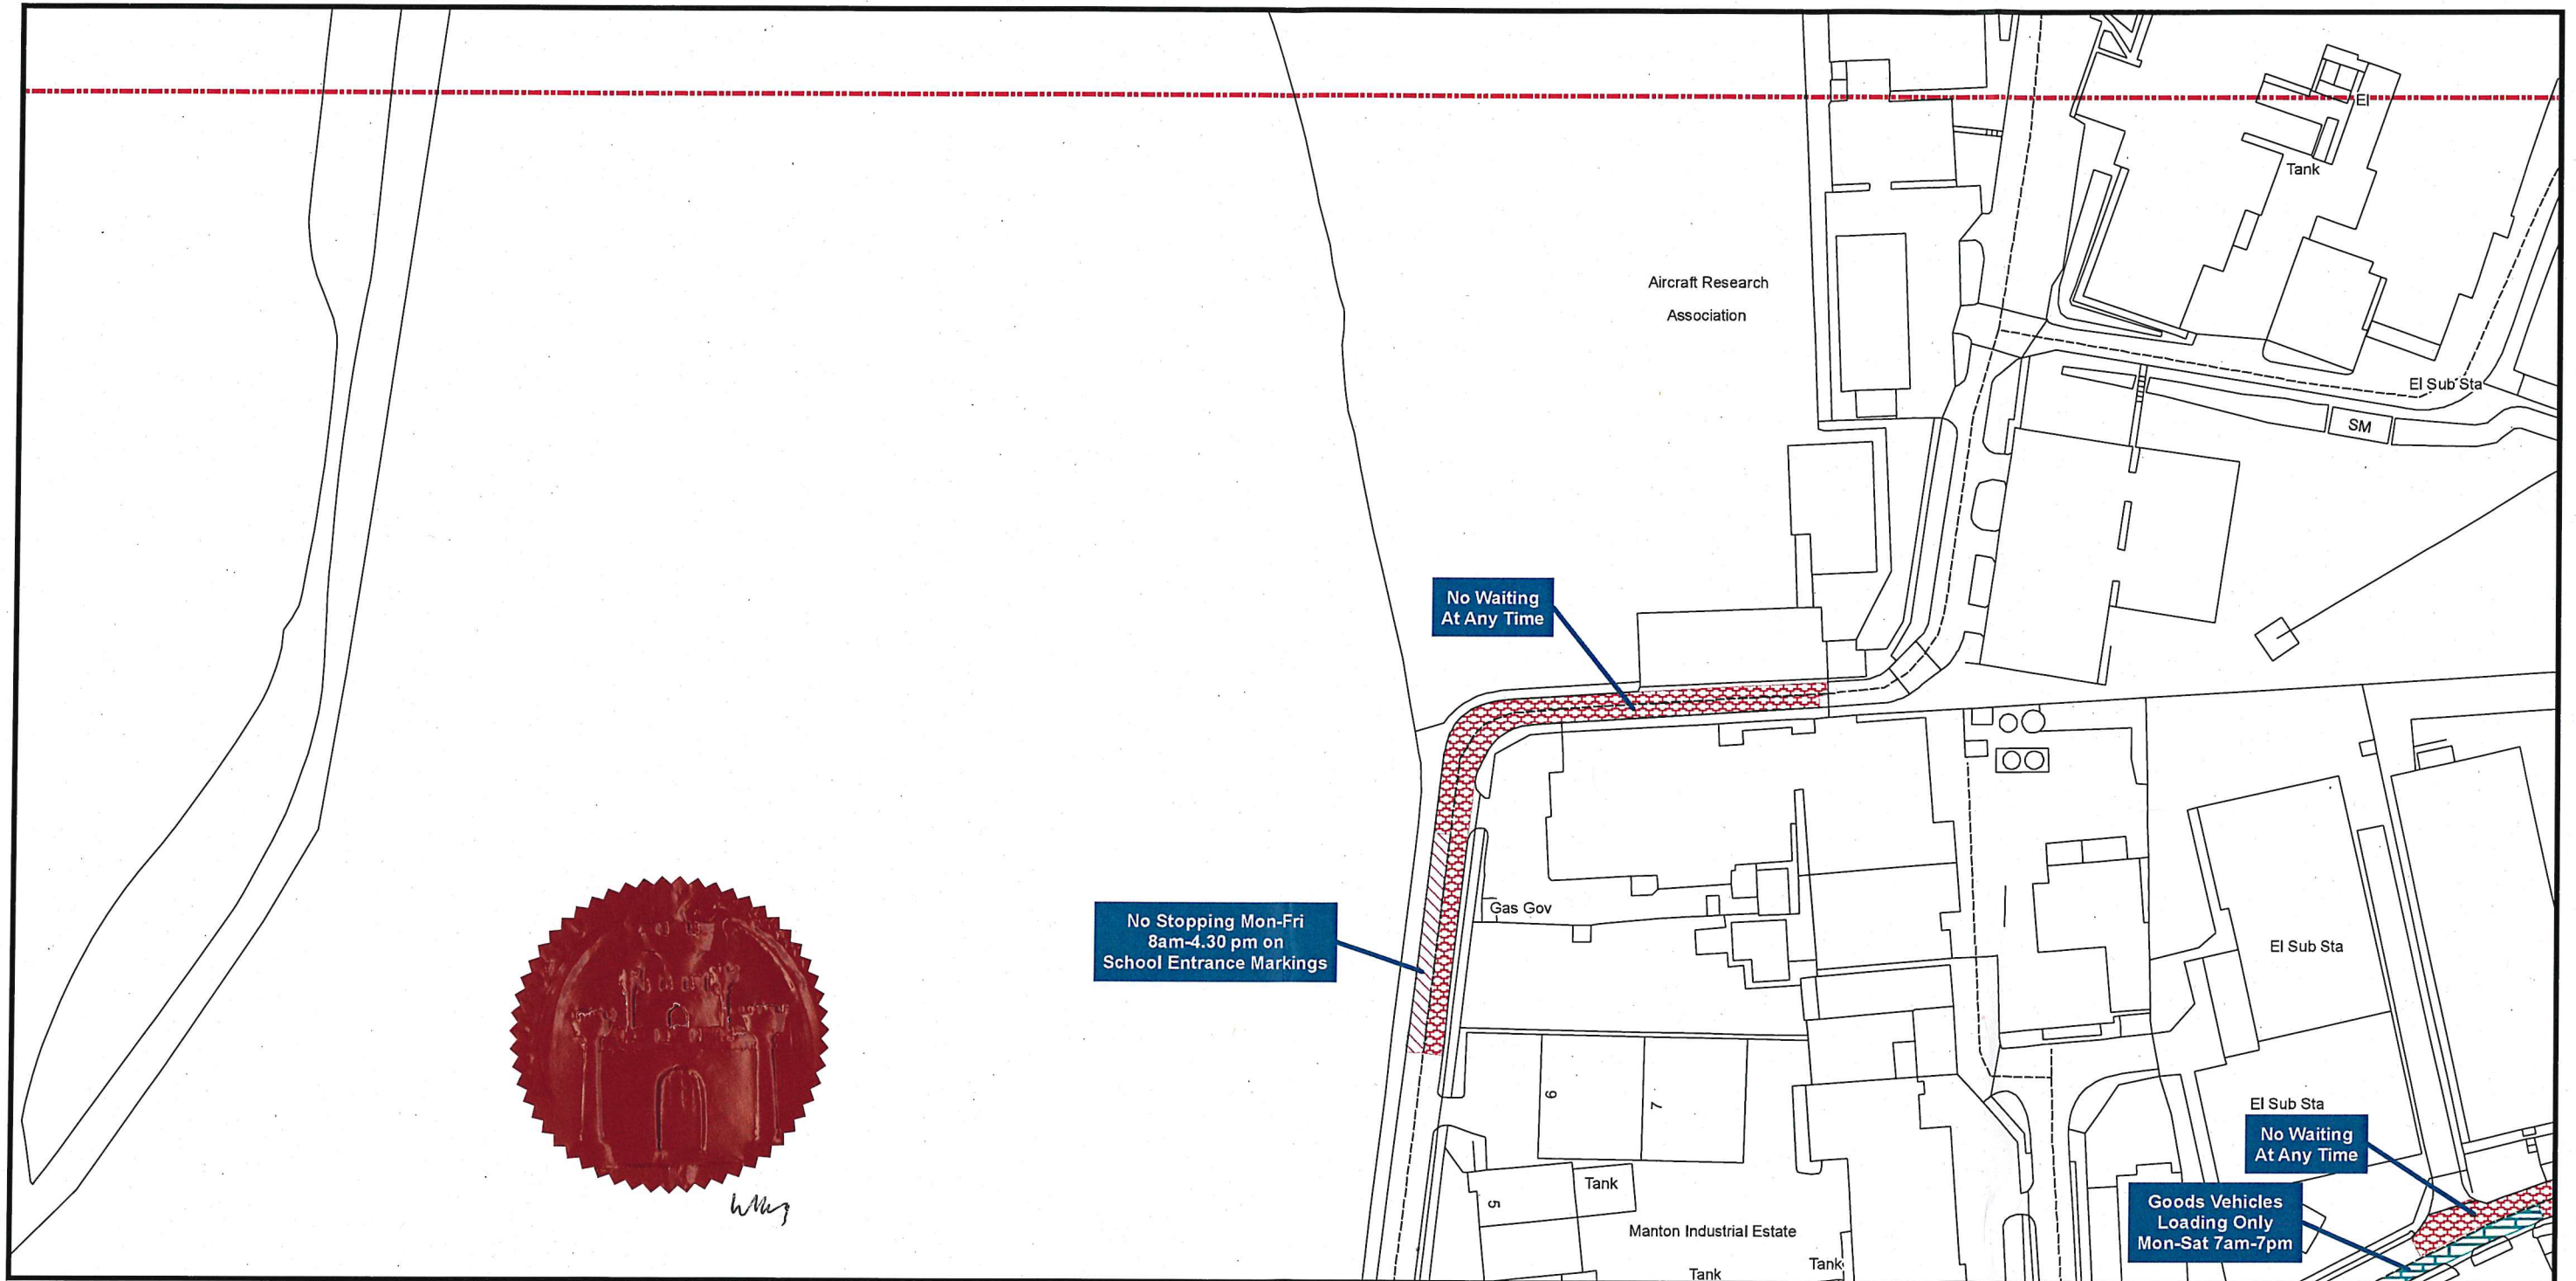 El
Tank
Aircraft Research
Association
El Sub Sta
SM
No Waiting
At Any Time
No Stopping Mon-Fri
8am-4.30 pm on
School Entrance Markings
Gas Gov
El Sub Sta
6
7
El Sub Sta
No Waiting
At Any Time
5
Tank
Goods Vehicles
Loading Only
Mon-Sat 7am-7pm
Manton Industrial Estate
Tank
Tank